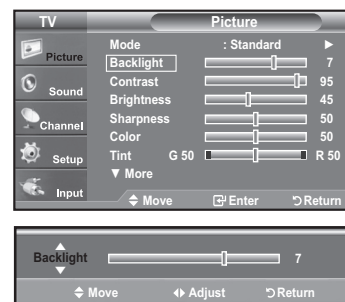 TV Picture
Picture
Sound
Channel
Setup
Input
Mode : Standard ►
Backlight 7
Contrast 95
Brightness 45
Sharpness 50
Color 50
Tint G 50 R 50
▼ More
Move Enter Return
Backlight 7
Move Adjust Return